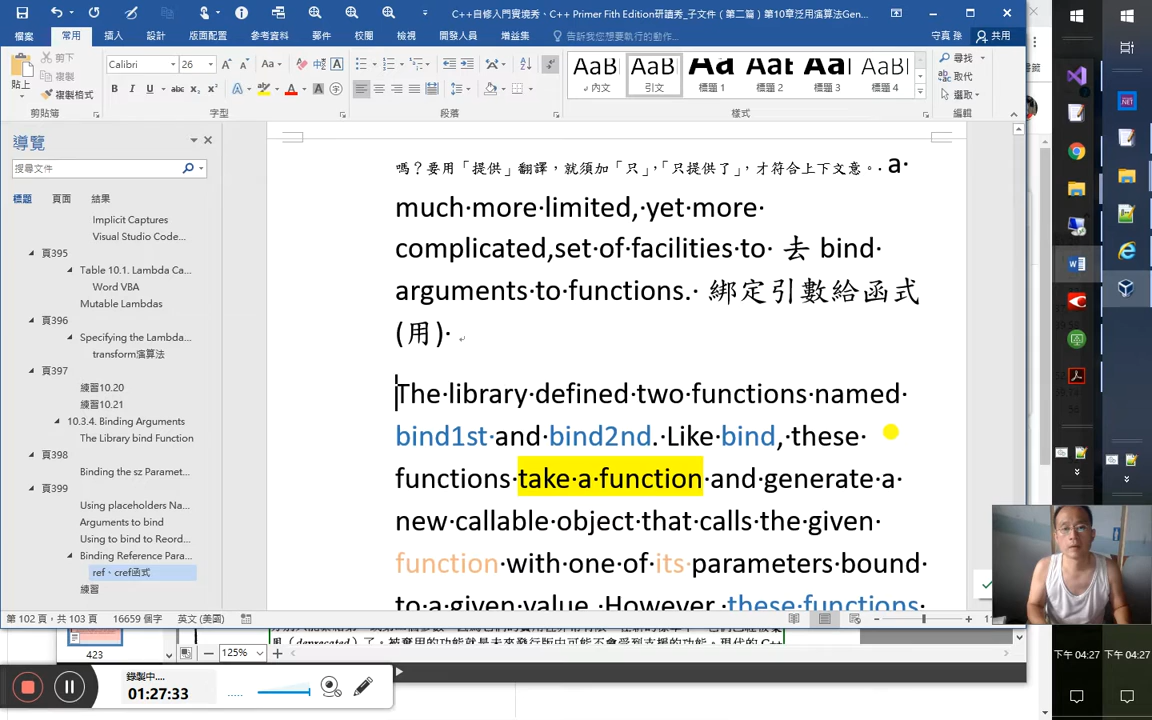 C++自修入門實境秀、C++ Primer Fith Edition研讀秀_子文件（第二篇）第10章泛用演算法Gen...
檔案 常用 插入 設計 版面配置 參考資料 郵件 校閱 檢視 開發人員 增益集 告訴我您想要執行的動作... 守真 孫 共用
貼上 剪下 複製 複製格式
Calibri 26 Aa
B I U abc
AaB AaBb AaB AaB AaB AaBl
內文 引文 標題 1 標題 2 標題 3 標題 4
尋找 取代 選取
剪貼簿 字型 段落 樣式 編輯
導覽
搜尋文件
標題 頁面 結果
Implicit Captures
Visual Studio Code...
頁395
Table 10.1. Lambda Ca...
Word VBA
Mutable Lambdas
頁396
Specifying the Lambda...
transform演算法
頁397
練習10.20
練習10.21
10.3.4. Binding Arguments
The Library bind Function
頁398
Binding the sz Paramet...
頁399
Using placeholders Na...
Arguments to bind
Using to bind to Reord...
Binding Reference Para...
ref、cref函式
練習
嗎？要用「提供」翻譯，就須加「只」，「只提供了」，才符合上下文意。. a·
much·more·limited,·yet·more·
complicated,set·of·facilities·to· 去 bind·
arguments·to·functions.· 綁定引數給函式
(用)·
The·library·defined·two·functions·named·
bind1st·and·bind2nd.·Like·bind,·these·
functions·take·a·function·and·generate·a·
new·callable·object·that·calls·the·given·
function·with·one·of·its·parameters·bound·
to·a·given·value.·However,·these·functions·
第 102 頁，共 103 頁 16659 個字 英文 (美國)
423
125%
錄製中....
01:27:33
下午 04:27 下午 04:27